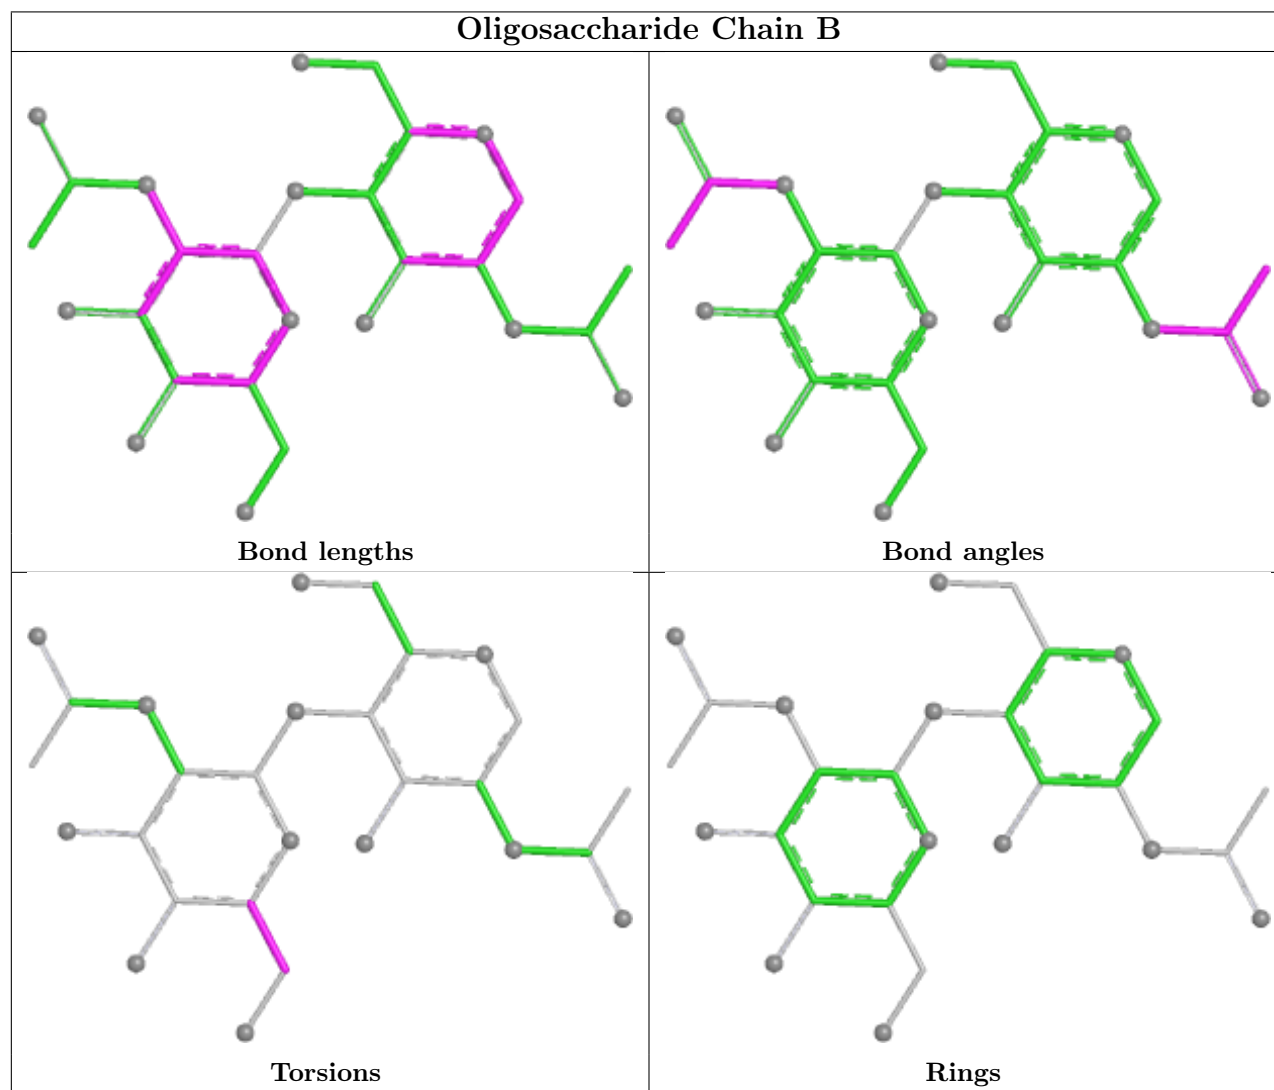 Oligosaccharide Chain B
Bond lengths
Bond angles
Torsions
Rings